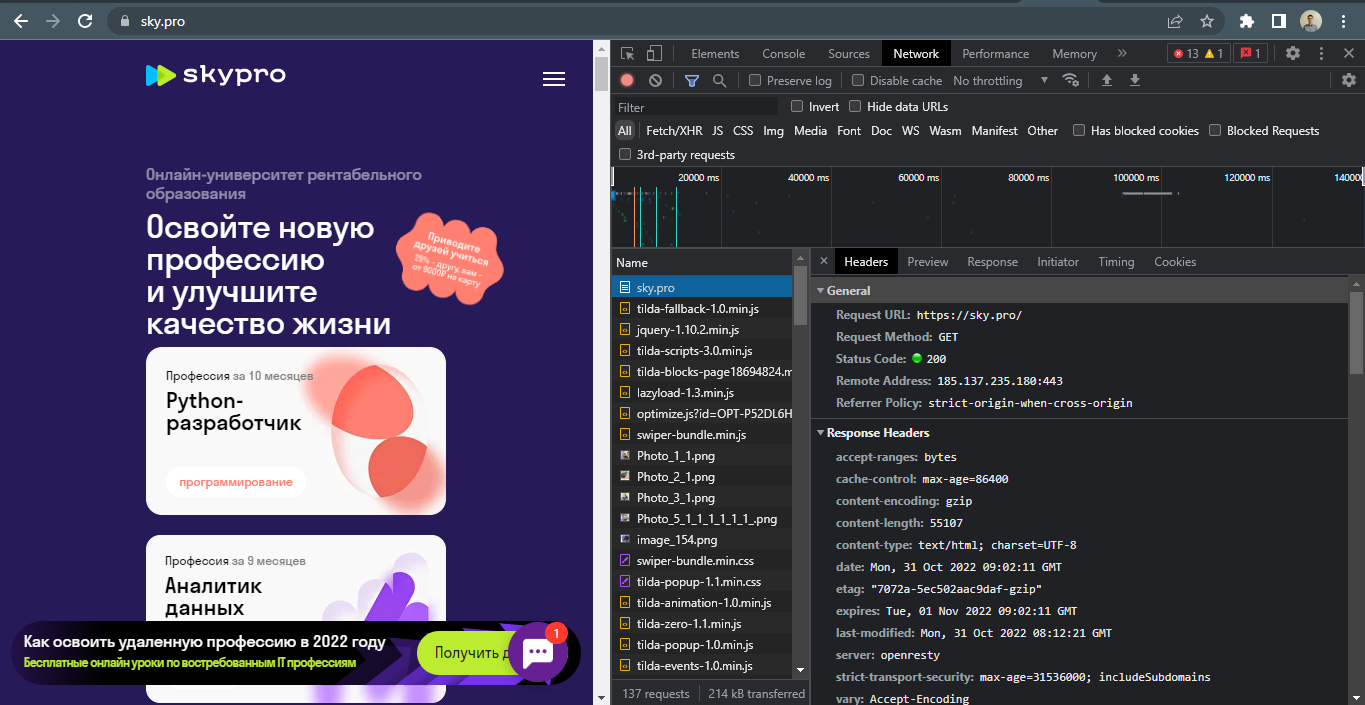 sky.pro
skypro
Онлайн-университет рентабельного
образования
Освойте новую
профессию
и улучшите
качество жизни
Приводите
друзей учиться
25% – другу, вам –
от 9000₽ на карту
Профессия за 10 месяцев
Python-
разработчик
программирование
Профессия за 9 месяцев
Аналитик
данных
Как освоить удаленную профессию в 2022 году
Бесплатные онлайн уроки по востребованным IT профессиям
Получить д
1
Elements Console Sources Network Performance Memory » 13 1 1
Preserve log Disable cache No throttling
Filter Invert Hide data URLs
All Fetch/XHR JS CSS Img Media Font Doc WS Wasm Manifest Other Has blocked cookies Blocked Requests
3rd-party requests
20000 ms 40000 ms 60000 ms 80000 ms 100000 ms 120000 ms 14000
Name
sky.pro
tilda-fallback-1.0.min.js
jquery-1.10.2.min.js
tilda-scripts-3.0.min.js
tilda-blocks-page18694824.m
lazyload-1.3.min.js
optimize.js?id=OPT-P52DL6H
swiper-bundle.min.js
Photo_1_1.png
Photo_2_1.png
Photo_3_1.png
Photo_5_1_1_1_1_1_.png
image_154.png
swiper-bundle.min.css
tilda-popup-1.1.min.css
tilda-animation-1.0.min.js
tilda-zero-1.1.min.js
tilda-popup-1.0.min.js
tilda-events-1.0.min.js
137 requests 214 kB transferred
× Headers Preview Response Initiator Timing Cookies
General
Request URL: https://sky.pro/
Request Method: GET
Status Code: 200
Remote Address: 185.137.235.180:443
Referrer Policy: strict-origin-when-cross-origin
Response Headers
accept-ranges: bytes
cache-control: max-age=86400
content-encoding: gzip
content-length: 55107
content-type: text/html; charset=UTF-8
date: Mon, 31 Oct 2022 09:02:11 GMT
etag: "7072a-5ec502aac9daf-gzip"
expires: Tue, 01 Nov 2022 09:02:11 GMT
last-modified: Mon, 31 Oct 2022 08:12:21 GMT
server: openresty
strict-transport-security: max-age=31536000; includeSubdomains
vary: Accept-Encoding